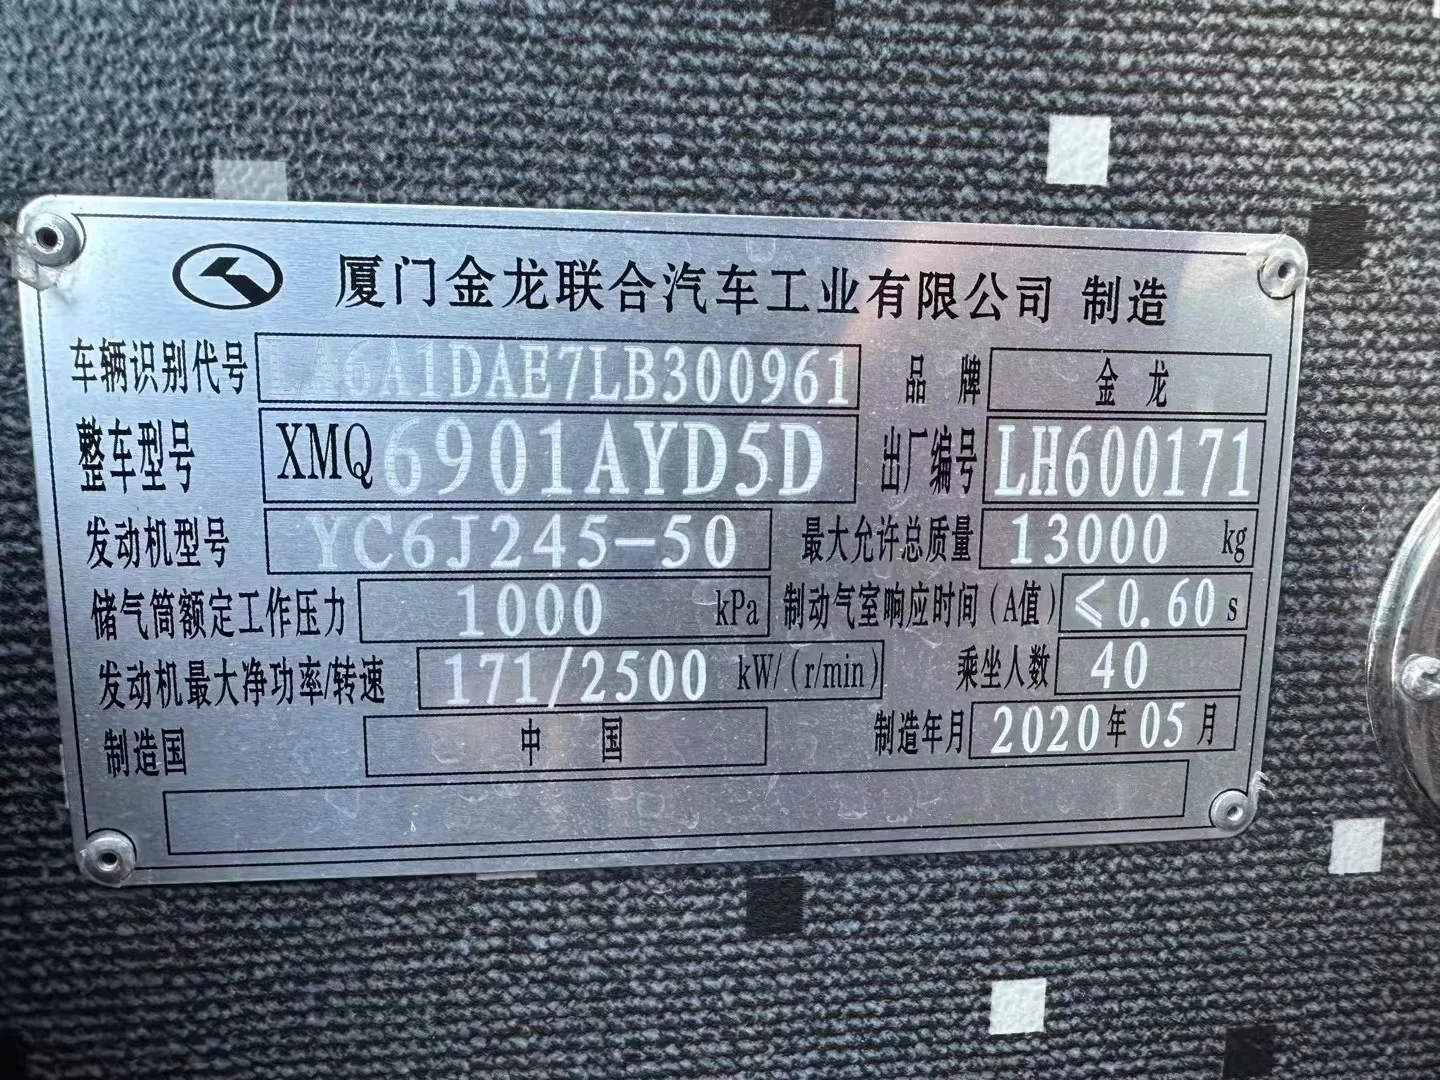 厦门金龙联合汽车工业有限公司 制造
车辆识别代号 LA6A1DAE7LB300961 品牌 金龙
整车型号 XMQ6901AYD5D 出厂编号 LH600171
发动机型号 YC6J245-50 最大允许总质量 13000 kg
储气筒额定工作压力 1000 kPa 制动气室响应时间(A值) ≤0.60 s
发动机最大净功率/转速 171/2500 kW/(r/min) 乘坐人数 40
制造国 中国 制造年月 2020年05月